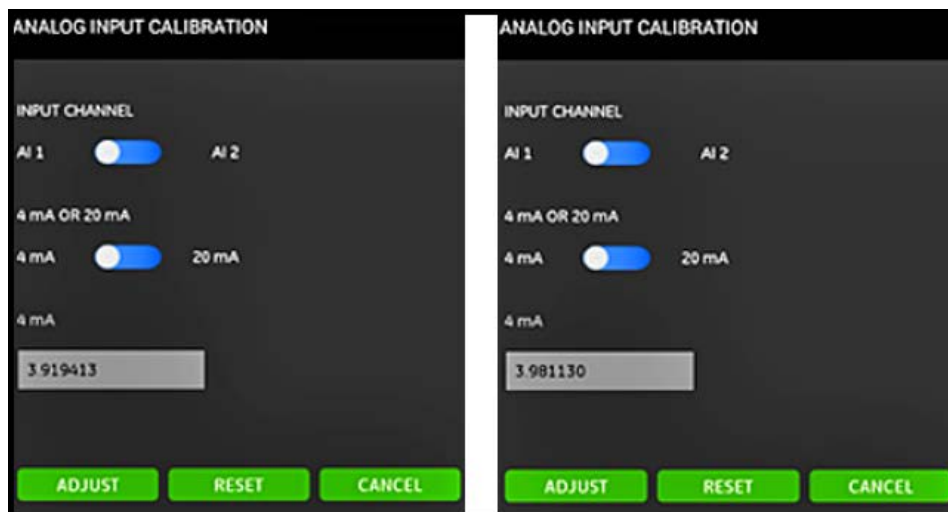 ANALOG INPUT CALIBRATION
INPUT CHANNEL
AI 1 AI 2
4 mA OR 20 mA
4 mA 20 mA
4 mA
3.919413
ADJUST RESET CANCEL
ANALOG INPUT CALIBRATION
INPUT CHANNEL
AI 1 AI 2
4 mA OR 20 mA
4 mA 20 mA
4 mA
3.981130
ADJUST RESET CANCEL